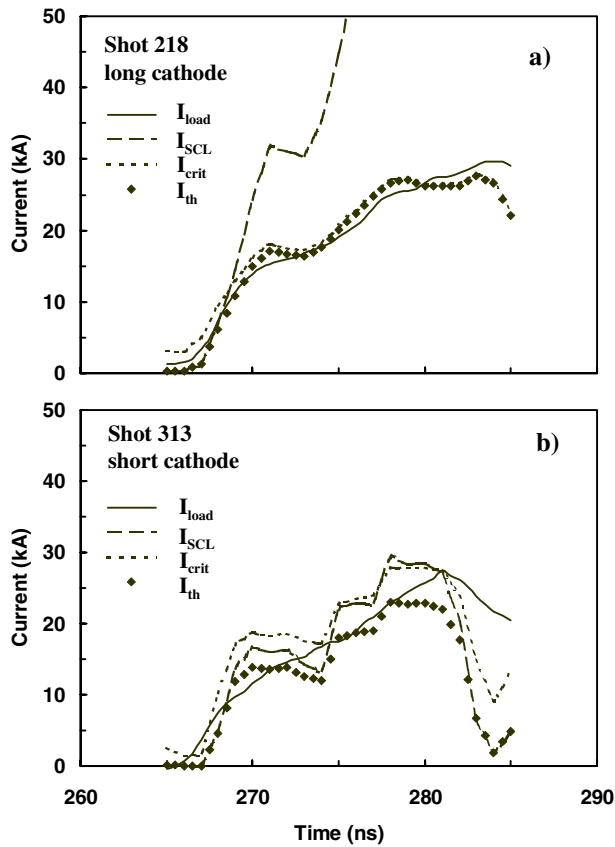 50
40
30
20
10
0
Current (kA)
Shot 218
long cathode
a)
I_load
I_SCL
I_crit
I_th
50
40
30
20
10
0
Current (kA)
Shot 313
short cathode
b)
I_load
I_SCL
I_crit
I_th
260 270 280 290
Time (ns)